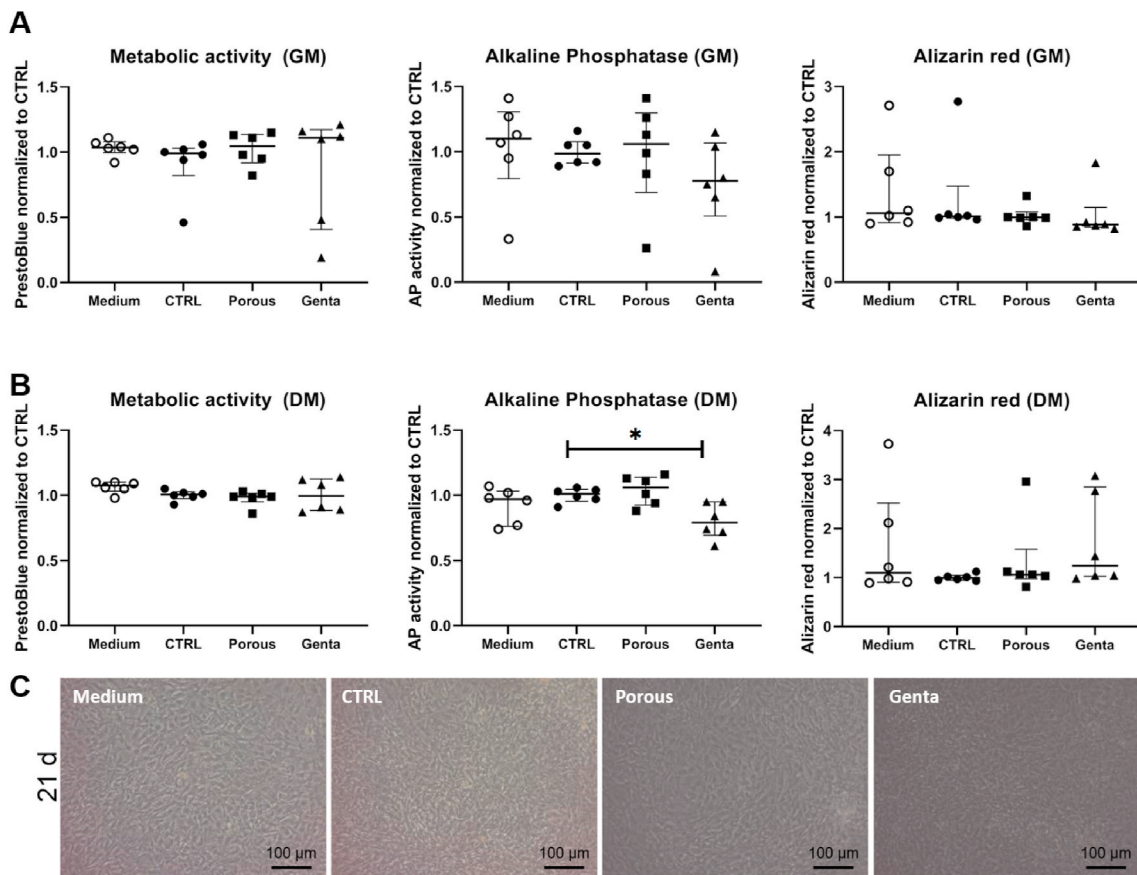 A
Metabolic activity (GM)
PrestoBlue normalized to CTRL
1.5
1.0
0.5
0.0
Medium CTRL Porous Genta
Alkaline Phosphatase (GM)
AP activity normalized to CTRL
1.5
1.0
0.5
0.0
Medium CTRL Porous Genta
Alizarin red (GM)
Alizarin red normalized to CTRL
3
2
1
0
Medium CTRL Porous Genta
B
Metabolic activity (DM)
PrestoBlue normalized to CTRL
1.5
1.0
0.5
0.0
Medium CTRL Porous Genta
Alkaline Phosphatase (DM)
AP activity normalized to CTRL
1.5
1.0
0.5
0.0
*
Medium CTRL Porous Genta
Alizarin red (DM)
Alizarin red normalized to CTRL
4
3
2
1
0
Medium CTRL Porous Genta
C
21 d
Medium
100 µm
CTRL
100 µm
Porous
100 µm
Genta
100 µm